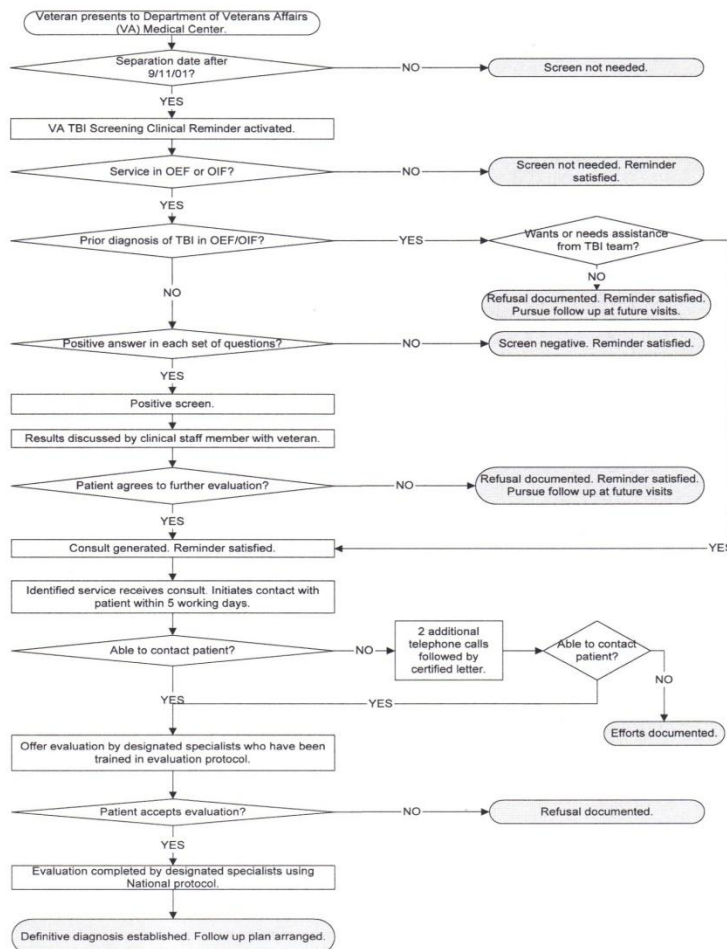 Veteran presents to Department of Veterans Affairs
(VA) Medical Center.
Separation date after
9/11/01?
NO
Screen not needed.
YES
VA TBI Screening Clinical Reminder activated.
Service in OEF or OIF?
NO
Screen not needed. Reminder
satisfied.
YES
Prior diagnosis of TBI in OEF/OIF?
YES
Wants or needs assistance
from TBI team?
NO
Refusal documented. Reminder satisfied.
Pursue follow up at future visits.
NO
Positive answer in each set of questions?
NO
Screen negative. Reminder satisfied.
YES
Positive screen.
Results discussed by clinical staff member with veteran.
Patient agrees to further evaluation?
NO
Refusal documented. Reminder satisfied.
Pursue follow up at future visits
YES
Consult generated. Reminder satisfied.
YES
Identified service receives consult. Initiates contact with
patient within 5 working days.
Able to contact patient?
NO
2 additional
telephone calls
followed by
certified letter.
Able to contact
patient?
NO
Efforts documented.
YES
YES
Offer evaluation by designated specialists who have been
trained in evaluation protocol.
Patient accepts evaluation?
NO
Refusal documented.
YES
Evaluation completed by designated specialists using
National protocol.
Definitive diagnosis established. Follow up plan arranged.